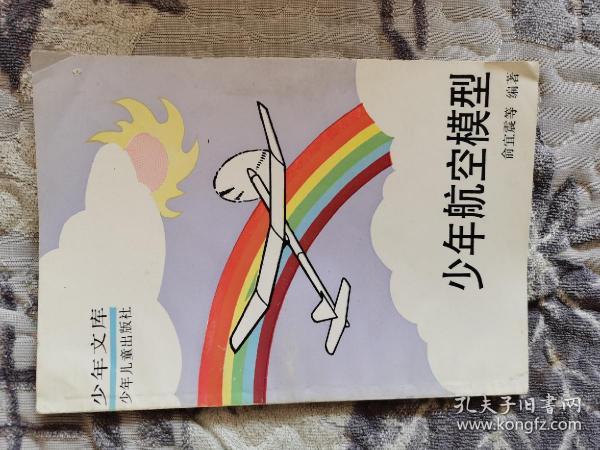 少年航空模型
俞宜震等 编著
少年文库
少年儿童出版社
孔夫子旧书网
www.kongfz.com